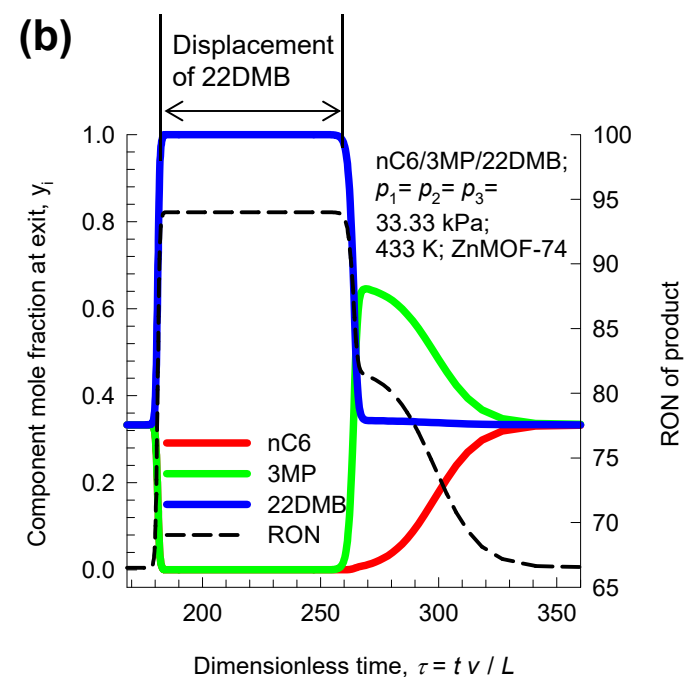 (b)
Displacement
of 22DMB
nC6/3MP/22DMB;
p₁= p₂= p₃=
33.33 kPa;
433 K; ZnMOF-74
1.0
0.8
0.6
0.4
0.2
0.0
Component mole fraction at exit, yᵢ
nC6
3MP
22DMB
RON
100
95
90
85
80
75
70
65
RON of product
200
250
300
350
Dimensionless time, τ = t v / L